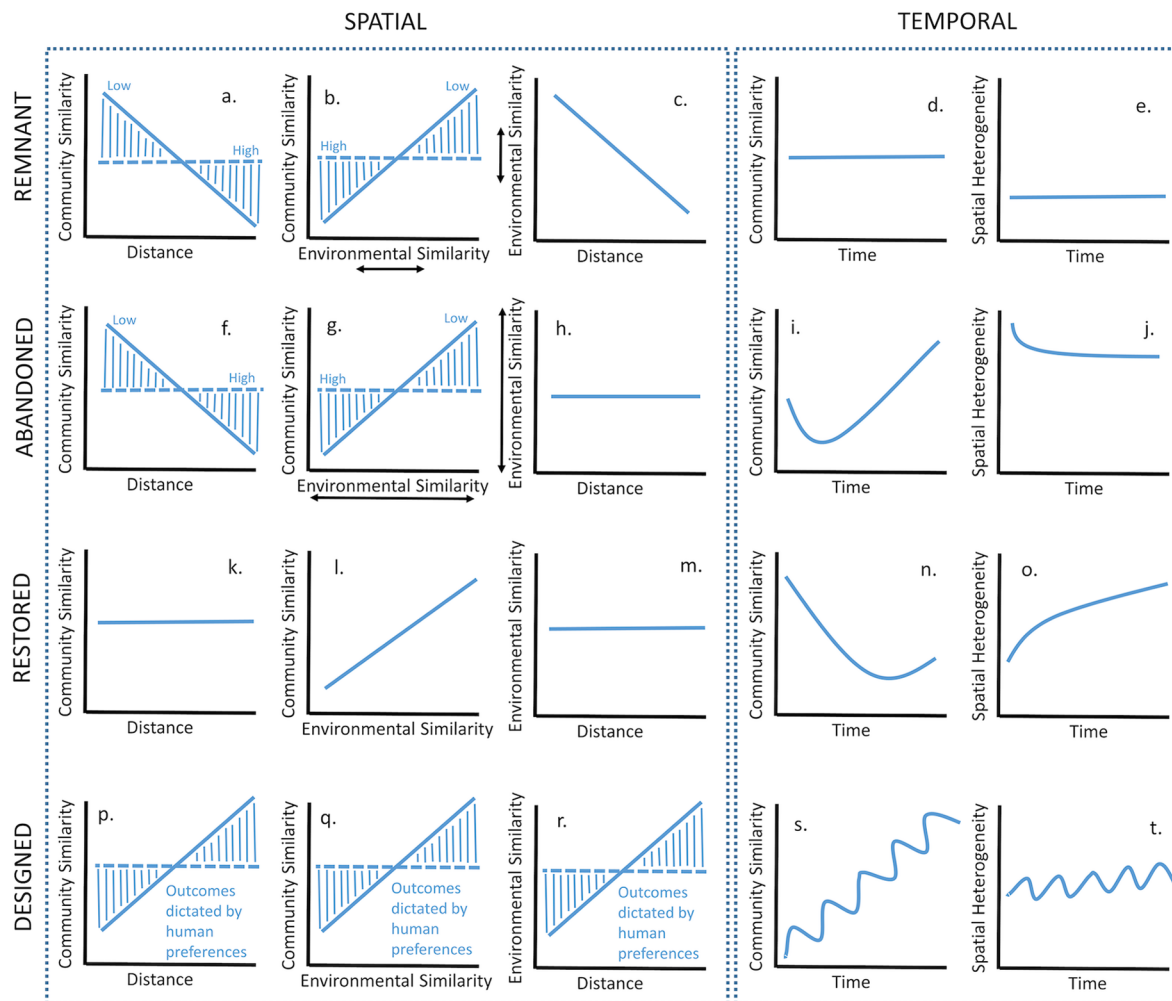 SPATIAL
TEMPORAL
REMNANT
Community Similarity
Low
a.
High
Distance
Community Similarity
b.
Low
High
Environmental Similarity
Environmental Similarity
c.
Distance
Community Similarity
d.
Time
Spatial Heterogeneity
e.
Time
ABANDONED
Community Similarity
Low
f.
High
Distance
Community Similarity
g.
Low
High
Environmental Similarity
Environmental Similarity
h.
Distance
Community Similarity
i.
Time
Spatial Heterogeneity
j.
Time
RESTORED
Community Similarity
k.
Distance
Community Similarity
l.
Environmental Similarity
Environmental Similarity
m.
Distance
Community Similarity
n.
Time
Spatial Heterogeneity
o.
Time
DESIGNED
Community Similarity
p.
Outcomes
dictated by
human
preferences
Distance
Community Similarity
q.
Outcomes
dictated by
human
preferences
Environmental Similarity
Environmental Similarity
r.
Outcomes
dictated by
human
preferences
Distance
Community Similarity
s.
Time
Spatial Heterogeneity
t.
Time